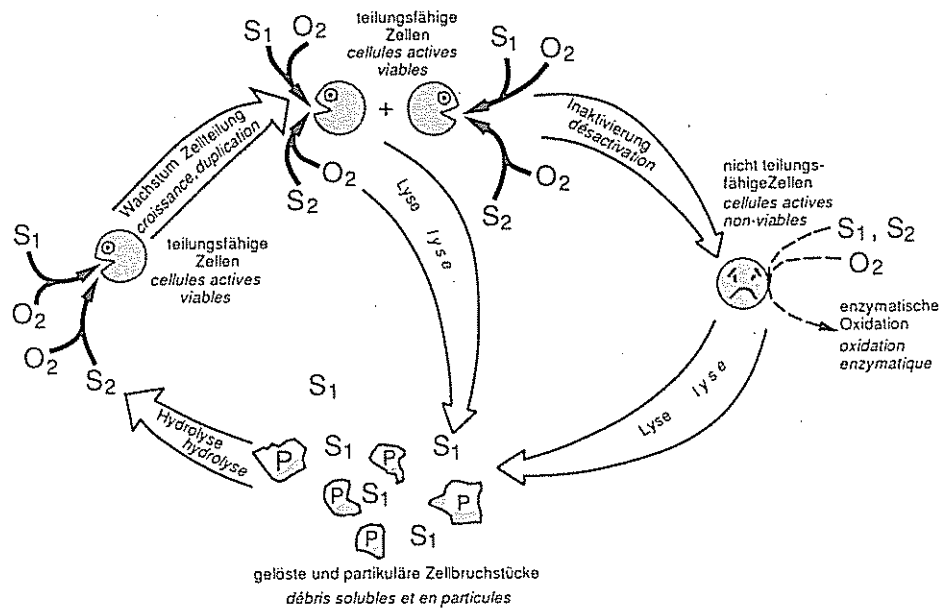 S1 O2
teilungsfähige
Zellen
cellules actives
viables
S1 O2
+
O2
S2
O2
S2
Wachstum Zellteilung
croissance, duplication
Inaktivierung
désactivation
Lyse lyse
nicht teilungs-
fähigeZellen
cellules actives
non-viables
S1, S2
O2
enzymatische
Oxidation
oxidation
enzymatique
S1
O2
O2
S2
teilungsfähige
Zellen
cellules actives
viables
Lyse lyse
Hydrolyse
hydrolyse
S1
P S1 P S1
P S1 P
P S1
gelöste und partikuläre Zellbruchstücke
débris solubles et en particules